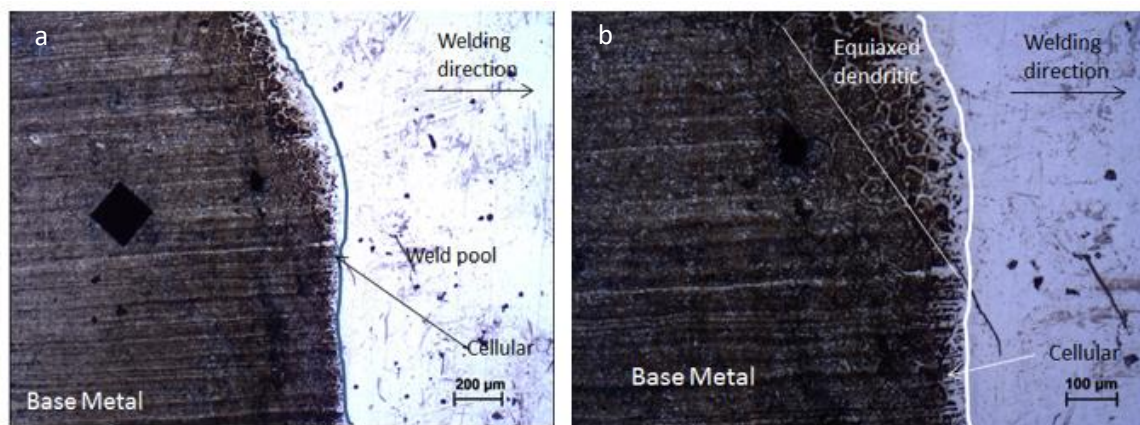 a
Welding
direction
Weld pool
Cellular
200 µm
Base Metal
b
Equiaxed
dendritic
Welding
direction
Cellular
Base Metal
100 µm